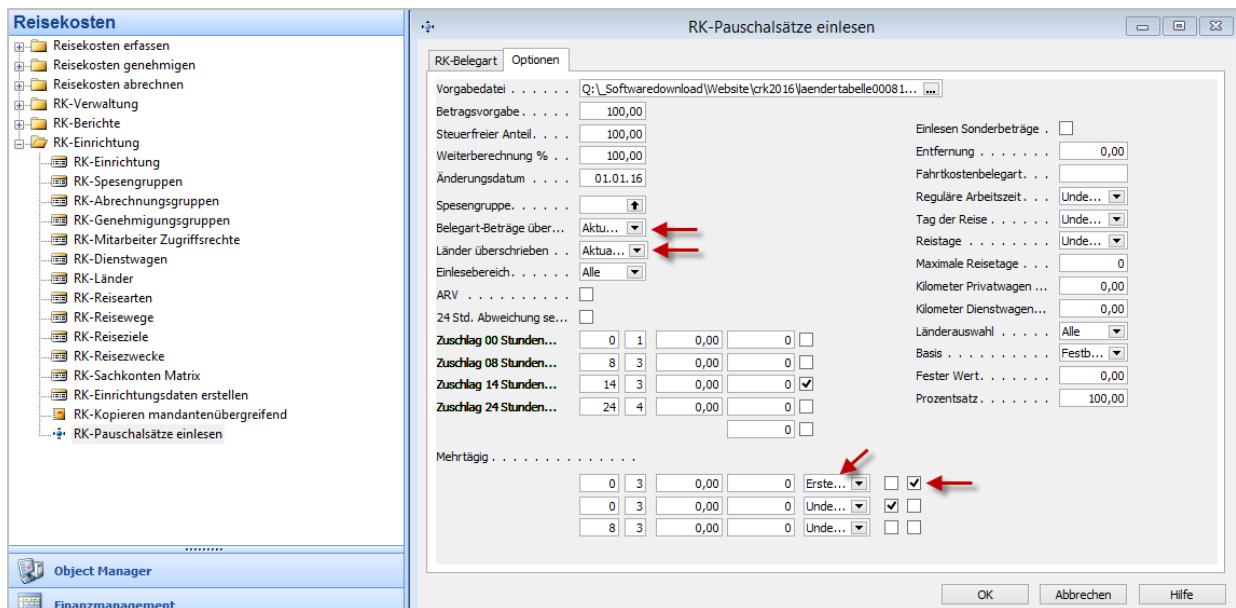 Reisekosten
Reisekosten erfassen
Reisekosten genehmigen
Reisekosten abrechnen
RK-Verwaltung
RK-Berichte
RK-Einrichtung
RK-Einrichtung
RK-Spesengruppen
RK-Abrechnungsgruppen
RK-Genehmigungsgruppen
RK-Mitarbeiter Zugriffsrechte
RK-Dienstwagen
RK-Länder
RK-Reisearten
RK-Reisewege
RK-Reiseziele
RK-Reisezwecke
RK-Sachkonten Matrix
RK-Einrichtungsdaten erstellen
RK-Kopieren mandantenübergreifend
RK-Pauschalsätze einlesen
Object Manager
Finanzmanagement
RK-Pauschalsätze einlesen
RK-Belegart Optionen
Vorgabedatei . . . . . . Q:\_Softwaredownload\Website\crk2016\laendertabelle00081... ...
Betragsvorgabe . . . . . 100,00
Steuerfreier Anteil. . . . 100,00
Weiterberechnung % . . 100,00
Änderungsdatum . . . . 01.01.16
Spesengruppe. . . . . .
Belegart-Beträge über... Aktu...
Länder überschrieben . . Aktua...
Einlesebereich. . . . . . Alle
ARV . . . . . . . . . .
24 Std. Abweichung se...
Zuschlag 00 Stunden... 0 1 0,00 0
Zuschlag 08 Stunden... 8 3 0,00 0
Zuschlag 14 Stunden... 14 3 0,00 0
Zuschlag 24 Stunden... 24 4 0,00 0
0
Mehrtägig . . . . . . . . . . . . . .
0 3 0,00 0 Erste...
0 3 0,00 0 Unde...
8 3 0,00 0 Unde...
Einlesen Sonderbeträge .
Entfernung . . . . . . . 0,00
Fahrtkostenbelegart. . .
Reguläre Arbeitszeit. . . Unde...
Tag der Reise . . . . . . Unde...
Reistage . . . . . . . . Unde...
Maximale Reisetage . . . 0
Kilometer Privatwagen ... 0,00
Kilometer Dienstwagen... 0,00
Länderauswahl . . . . . Alle
Basis . . . . . . . . . . Festb...
Fester Wert. . . . . . . 0,00
Prozentsatz. . . . . . . 100,00
OK Abbrechen Hilfe